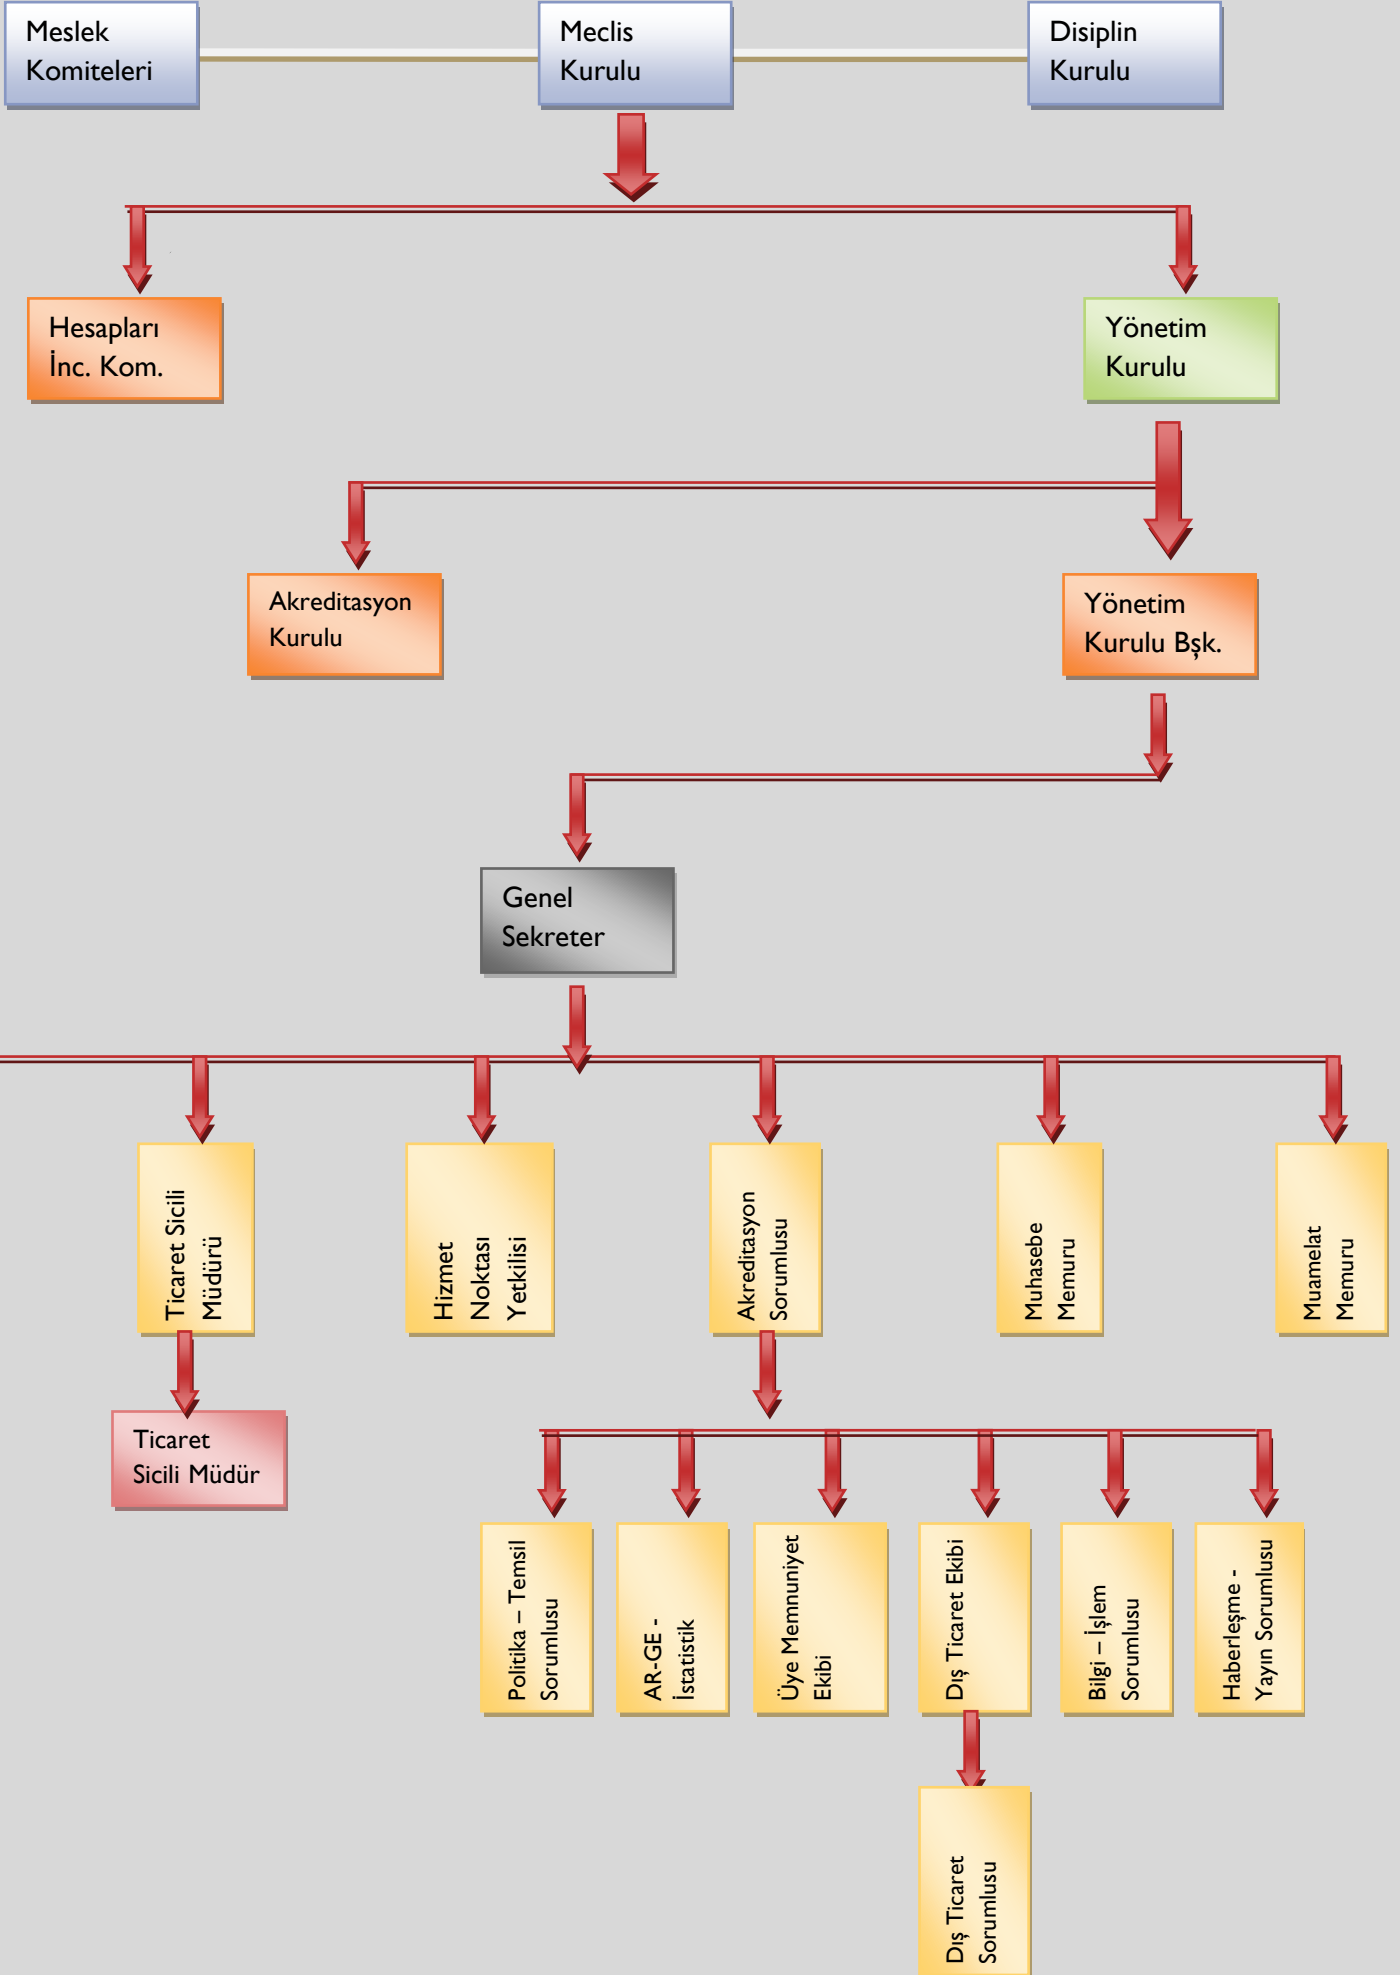 Meslek
Komiteleri
Meclis
Kurulu
Disiplin
Kurulu
Hesapları
İnc. Kom.
Yönetim
Kurulu
Akreditasyon
Kurulu
Yönetim
Kurulu Bşk.
Genel
Sekreter
Ticaret Sicili
Müdürü
Hizmet
Noktası
Yetkilisi
Akreditasyon
Sorumlusu
Muhasebe
Memuru
Muamelat
Memuru
Ticaret
Sicili Müdür
Politika – Temsil
Sorumlusu
AR-GE -
İstatistik
Üye Memnuniyet
Ekibi
Dış Ticaret Ekibi
Bilgi – İşlem
Sorumlusu
Haberleşme -
Yayın Sorumlusu
Dış Ticaret
Sorumlusu